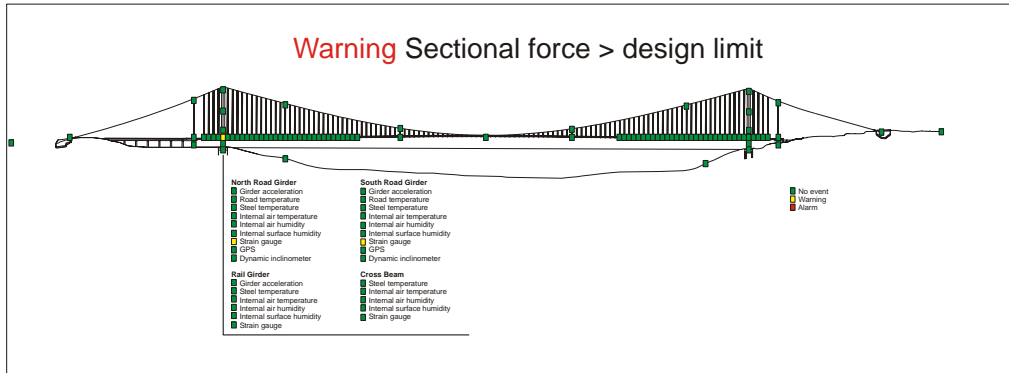 Warning Sectional force > design limit
North Road Girder
Girder acceleration
Road temperature
Steel temperature
Internal air temperature
Internal air humidity
Internal surface humidity
Strain gauge
GPS
Dynamic inclinometer
South Road Girder
Girder acceleration
Road temperature
Steel temperature
Internal air temperature
Internal air humidity
Internal surface humidity
Strain gauge
GPS
Dynamic inclinometer
No event
Warning
Alarm
Rail Girder
Girder acceleration
Steel temperature
Internal air temperature
Internal air humidity
Internal surface humidity
Strain gauge
Cross Beam
Steel temperature
Internal air temperature
Internal air humidity
Internal surface humidity
Strain gauge